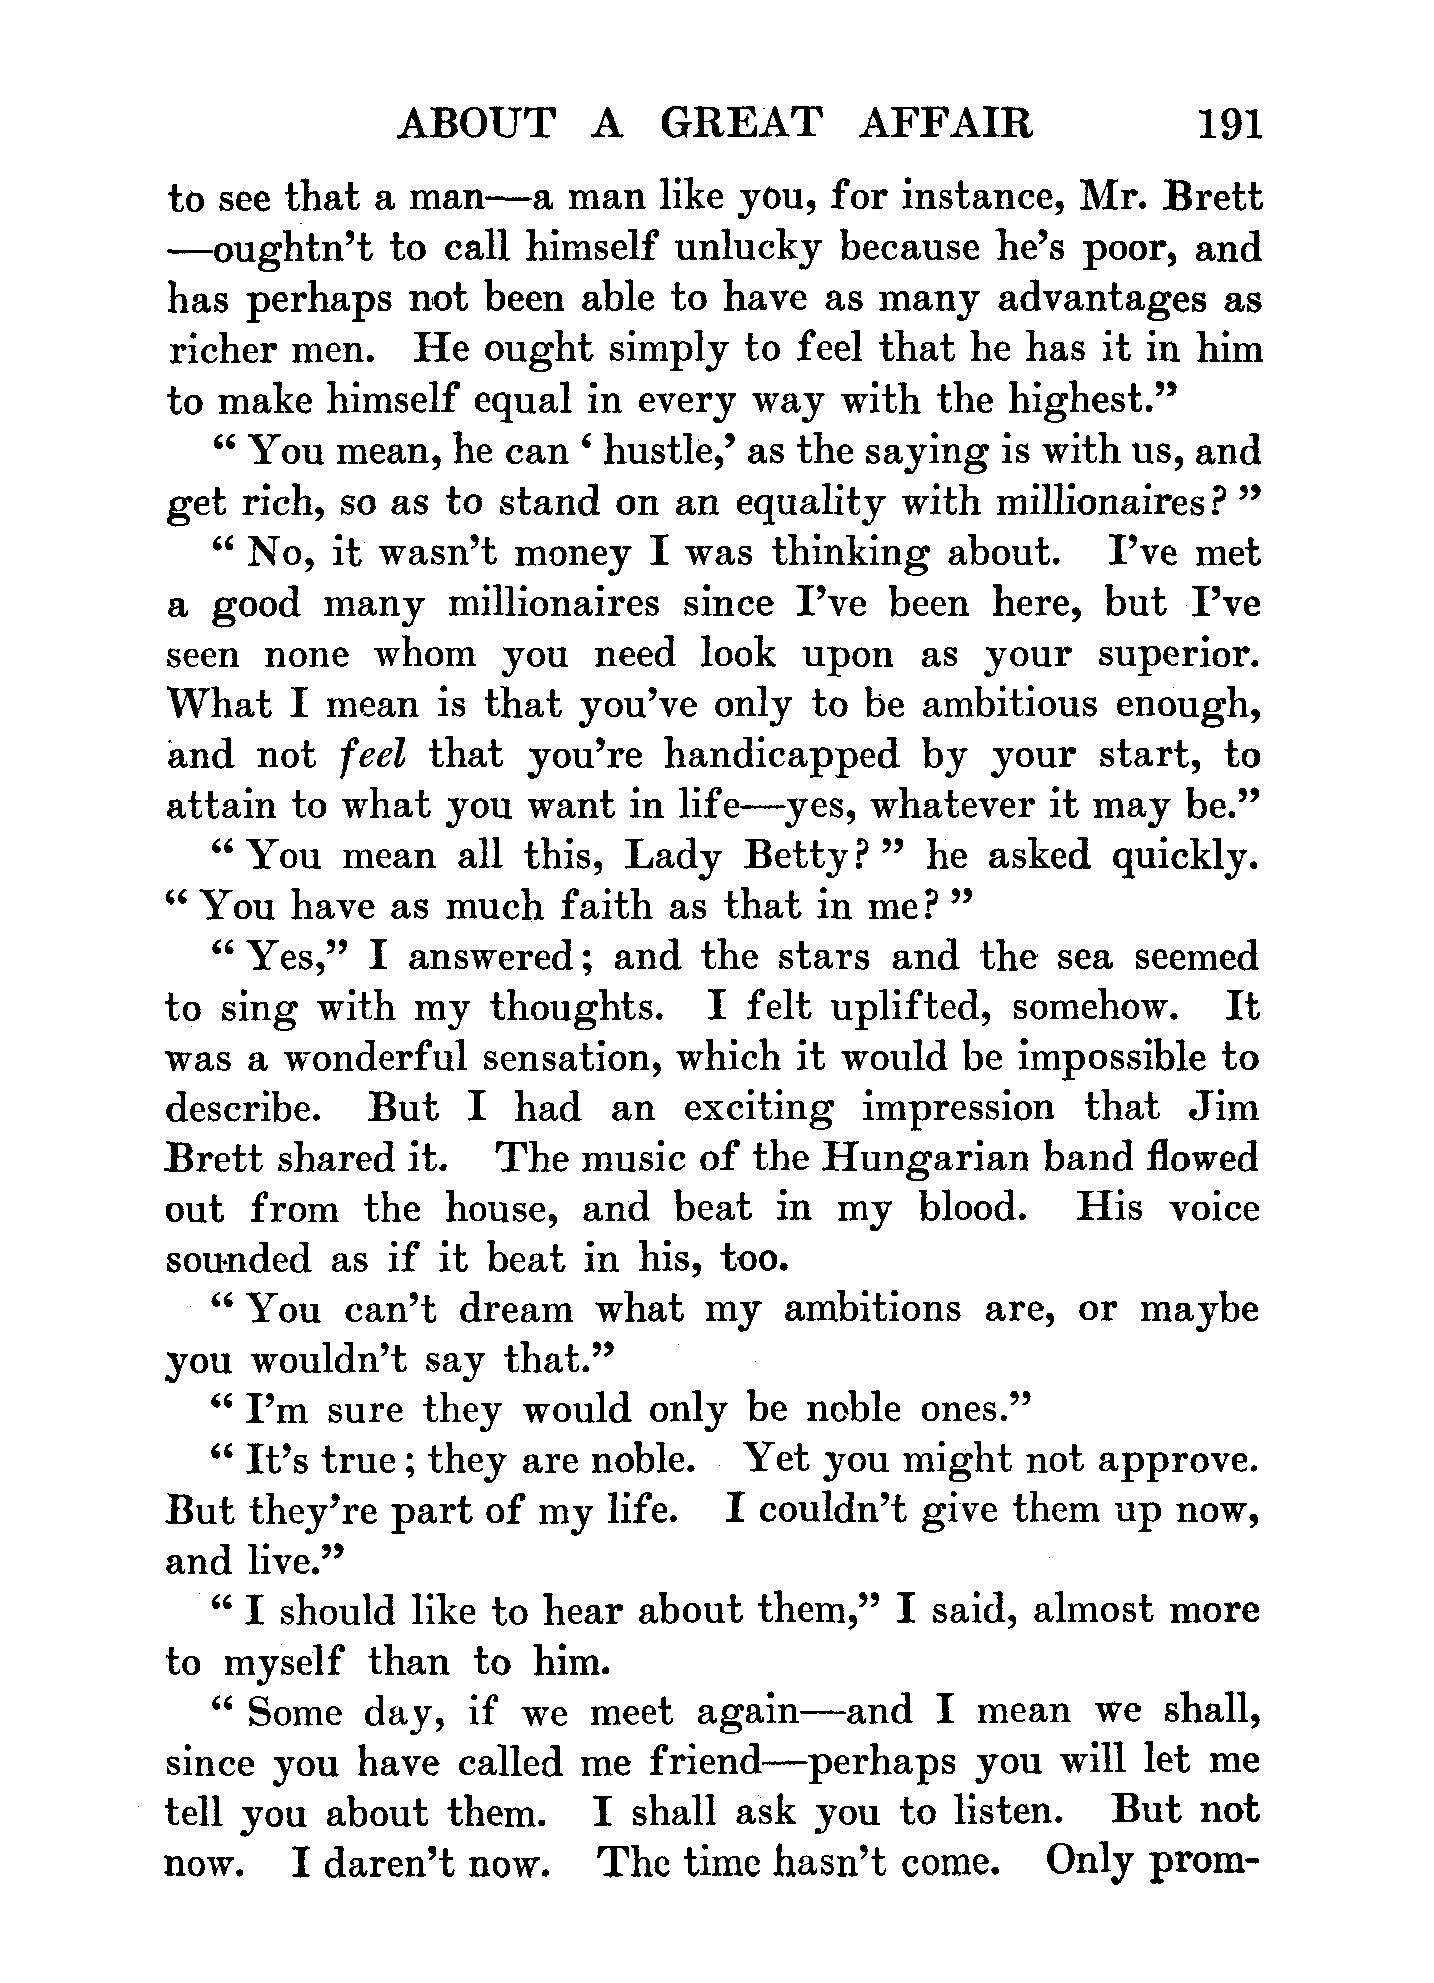 ABOUT A GREAT AFFAIR 191
to see that a man—a man like you, for instance, Mr. Brett
—oughtn't to call himself unlucky because he's poor, and
has perhaps not been able to have as many advantages as
richer men. He ought simply to feel that he has it in him
to make himself equal in every way with the highest."
"You mean, he can 'hustle,' as the saying is with us, and
get rich, so as to stand on an equality with millionaires?"
"No, it wasn't money I was thinking about. I've met
a good many millionaires since I've been here, but I've
seen none whom you need look upon as your superior.
What I mean is that you've only to be ambitious enough,
and not feel that you're handicapped by your start, to
attain to what you want in life—yes, whatever it may be."
"You mean all this, Lady Betty?" he asked quickly.
"You have as much faith as that in me?"
"Yes," I answered; and the stars and the sea seemed
to sing with my thoughts. I felt uplifted, somehow. It
was a wonderful sensation, which it would be impossible to
describe. But I had an exciting impression that Jim
Brett shared it. The music of the Hungarian band flowed
out from the house, and beat in my blood. His voice
sounded as if it beat in his, too.
"You can't dream what my ambitions are, or maybe
you wouldn't say that."
"I'm sure they would only be noble ones."
"It's true; they are noble. Yet you might not approve.
But they're part of my life. I couldn't give them up now,
and live."
"I should like to hear about them," I said, almost more
to myself than to him.
"Some day, if we meet again—and I mean we shall,
since you have called me friend—perhaps you will let me
tell you about them. I shall ask you to listen. But not
now. I daren't now. The time hasn't come. Only prom-